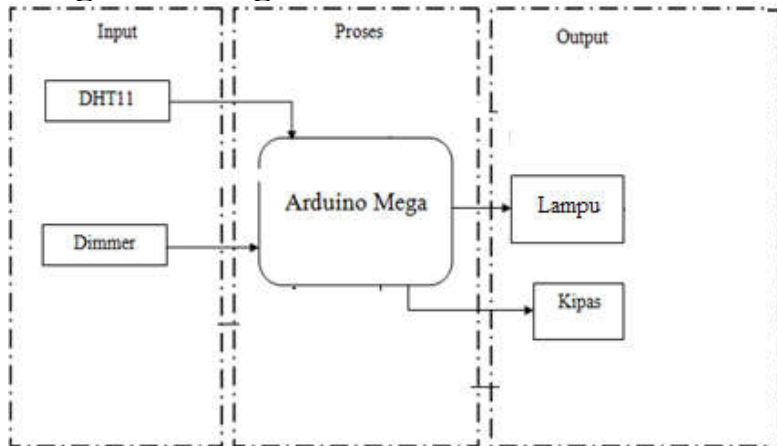 Input
Proses
Output
DHT11
Arduino Mega
Lampu
Dimmer
Kipas